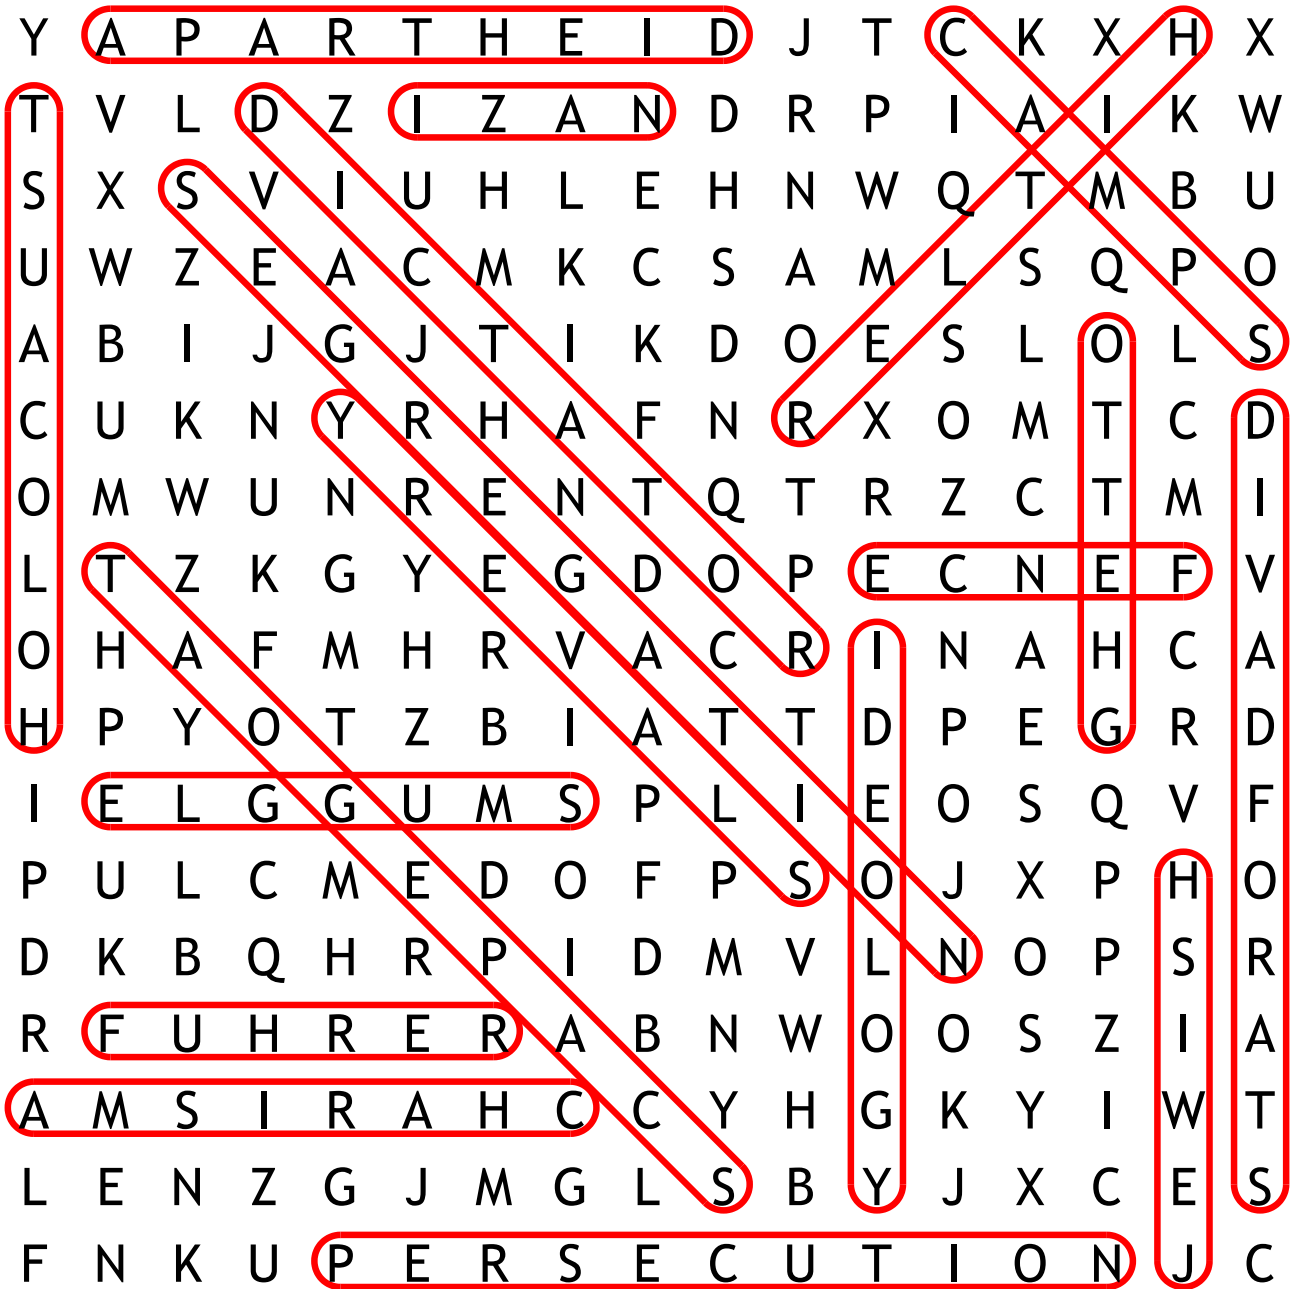 Y A P A R T H E I D J T C K X H X
T V L D Z I Z A N D R P I A I K W
S X S V I U H L E H N W Q T M B U
U W Z E A C M K C S A M L S Q P O
A B I J G J T I K D O E S L O L S
C U K N Y R H A F N R X O M T C D
O M W U N R E N T Q T R Z C T M I
L T Z K G Y E G D O P E C N E F V
O H A F M H R V A C R I N A H C A
H P Y O T Z B I A T T D P E G R D
I E L G G U M S P L I E O S Q V F
P U L C M E D O F P S O J X P H O
D K B Q H R P I D M V L N O P S R
R F U H R E R A B N W O O S Z I A
A M S I R A H C C Y H G K Y I W T
L E N Z G J M G L S B Y J X C E S
F N K U P E R S E C U T I O N J C